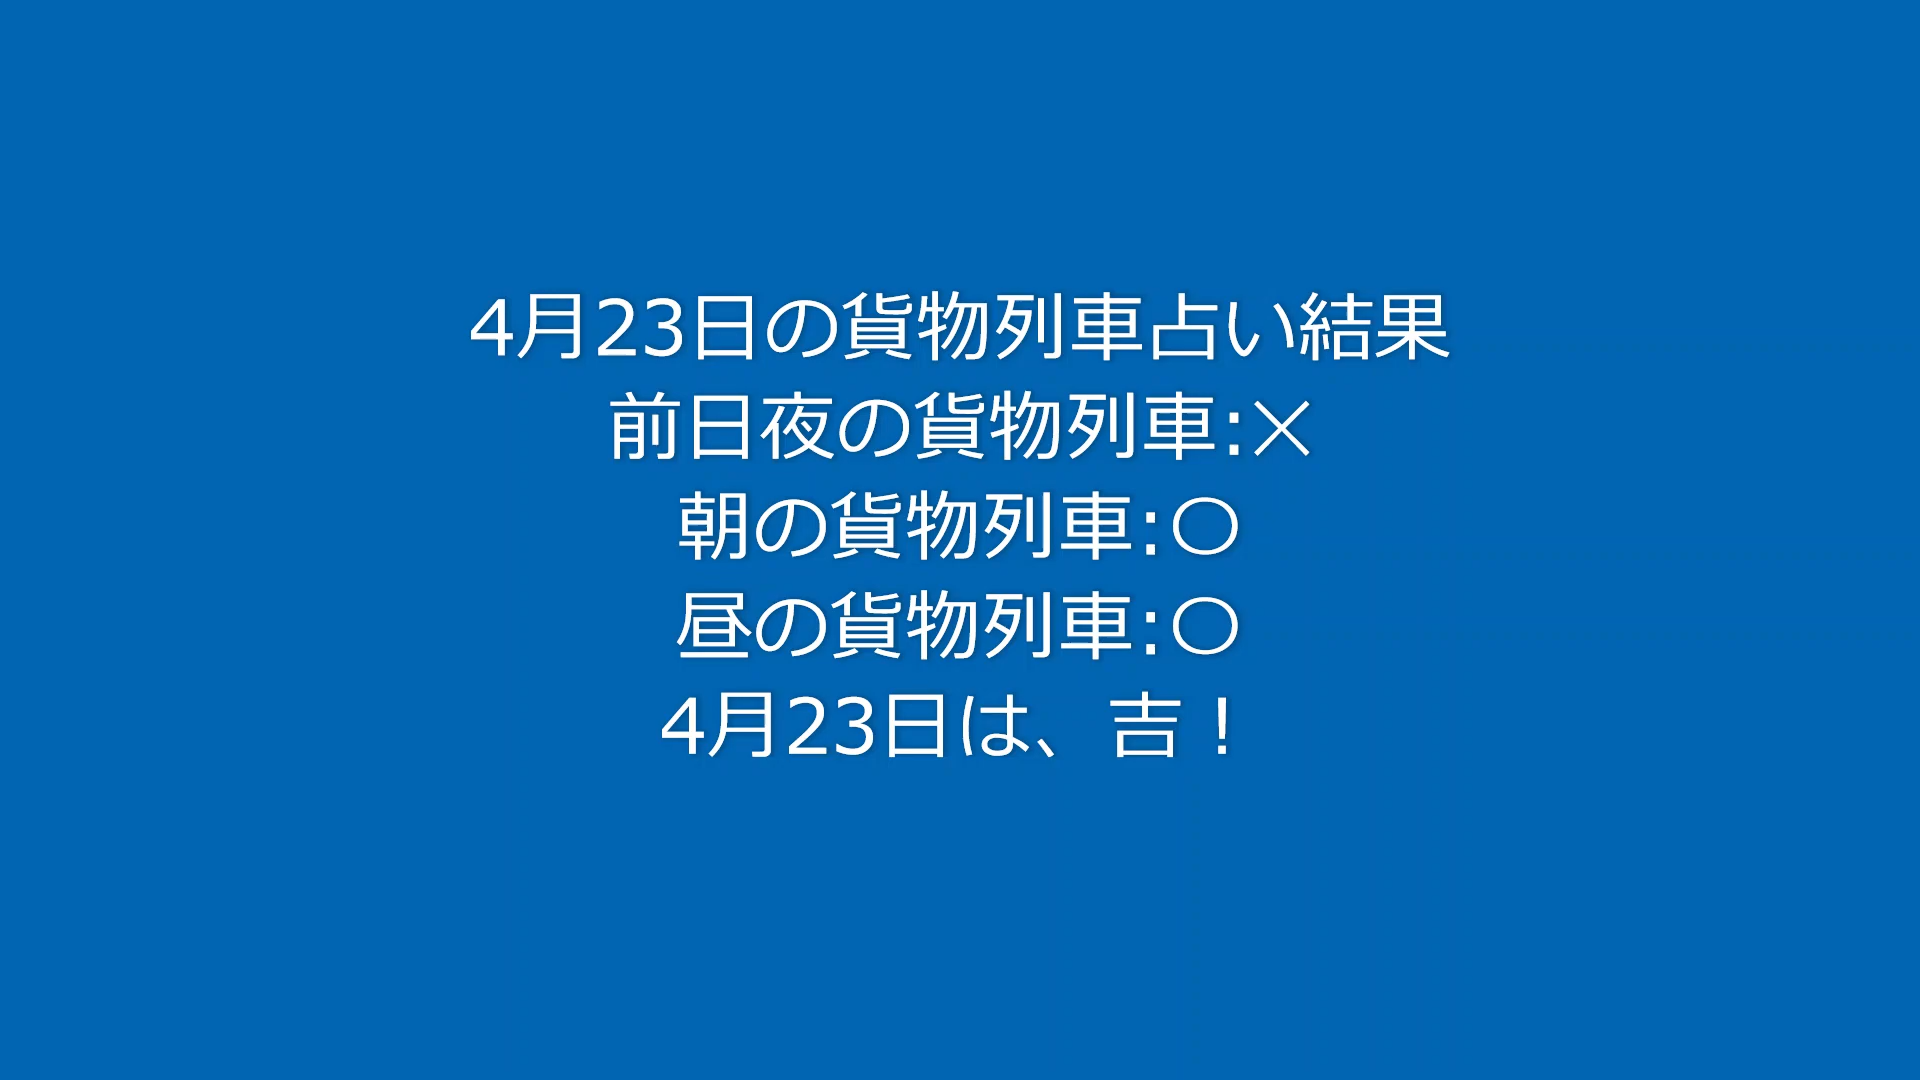 4月23日の貨物列車占い結果
前日夜の貨物列車:×
朝の貨物列車:〇
昼の貨物列車:〇
4月23日は、吉！